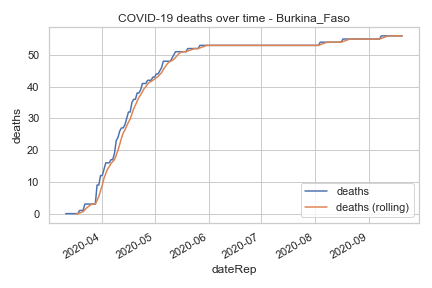 COVID-19 deaths over time - Burkina_Faso
deaths
50
40
30
20
10
0
deaths
deaths (rolling)
2020-04
2020-05
2020-06
2020-07
2020-08
2020-09
dateRep